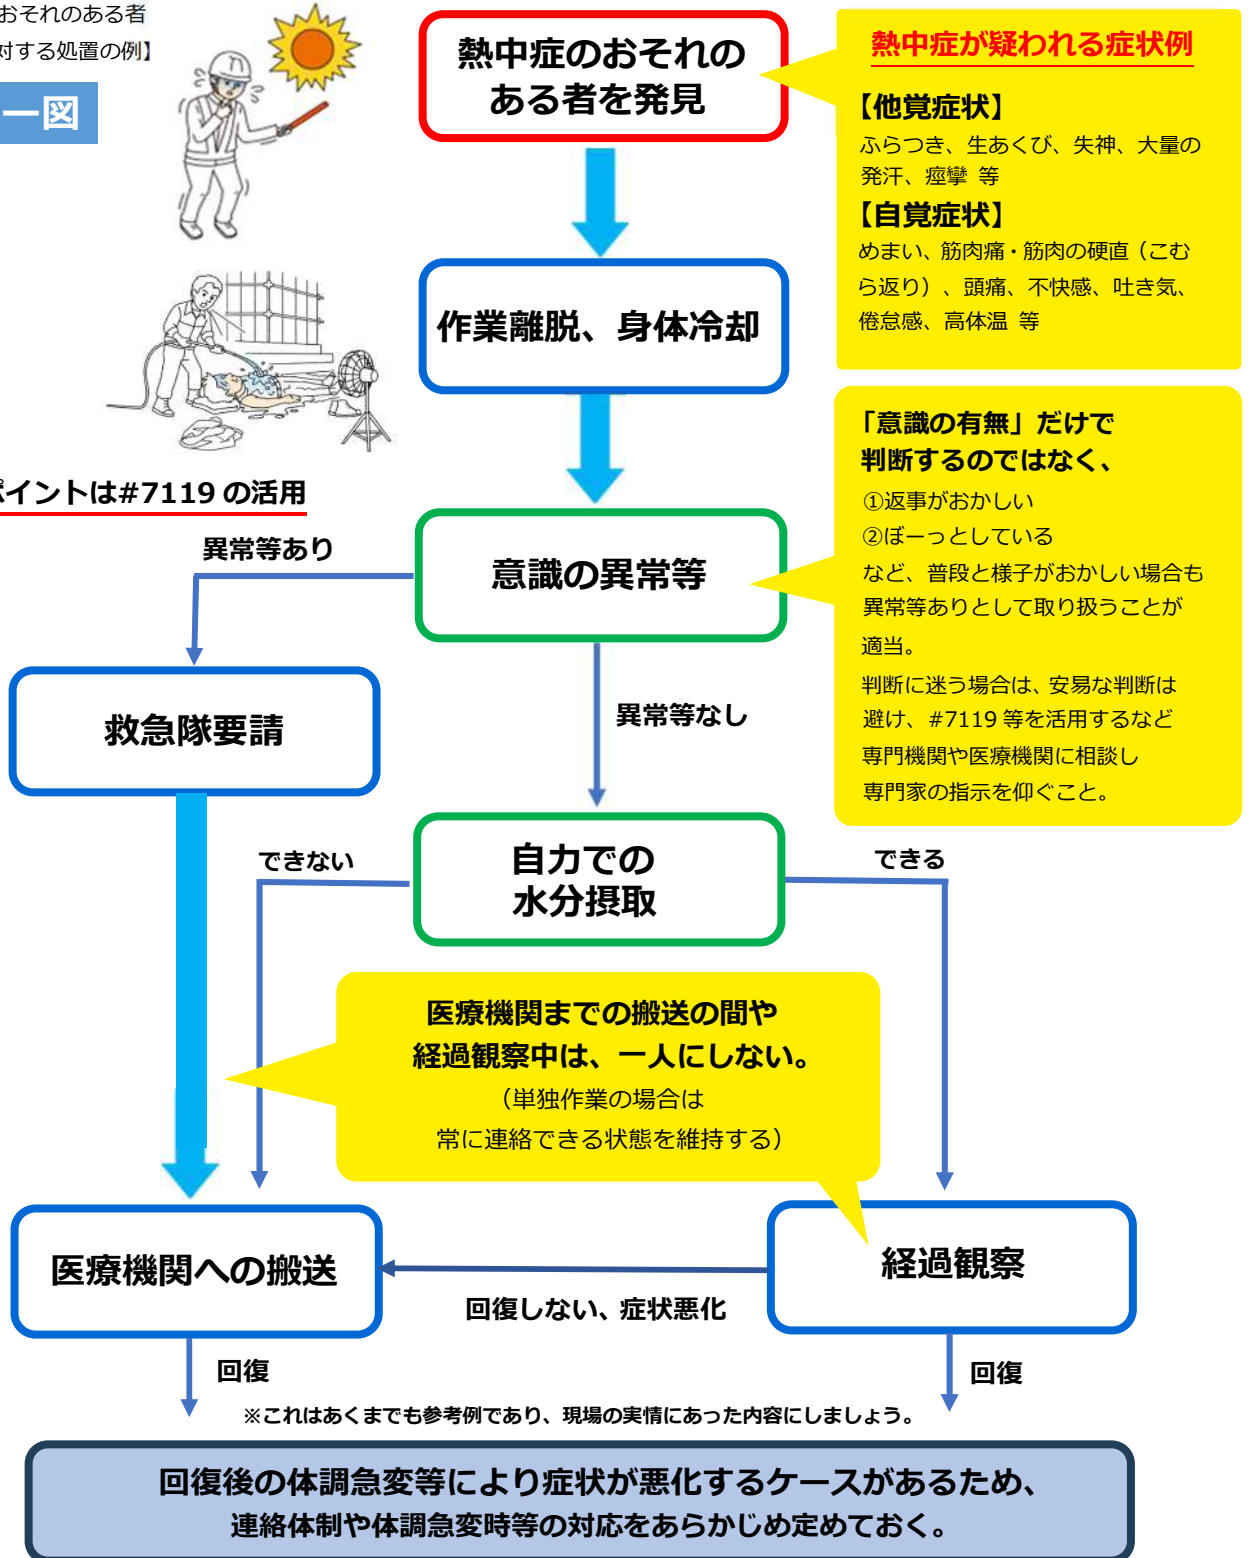 おそれのある者
対する処置の例】
ー図
熱中症のおそれの
ある者を発見
熱中症が疑われる症状例
【他覚症状】
ふらつき、生あくび、失神、大量の
発汗、痙攣 等
【自覚症状】
めまい、筋肉痛・筋肉の硬直（こむ
ら返り）、頭痛、不快感、吐き気、
倦怠感、高体温 等
作業離脱、身体冷却
「意識の有無」だけで
判断するのではなく、
①返事がおかしい
②ぼーっとしている
など、普段と様子がおかしい場合も
異常等ありとして取り扱うことが
適当。
判断に迷う場合は、安易な判断は
避け、#7119 等を活用するなど
専門機関や医療機関に相談し
専門家の指示を仰ぐこと。
ポイントは#7119 の活用
異常等あり
意識の異常等
救急隊要請
異常等なし
できない
自力での
水分摂取
できる
医療機関までの搬送の間や
経過観察中は、一人にしない。
（単独作業の場合は
常に連絡できる状態を維持する）
医療機関への搬送
経過観察
回復しない、症状悪化
回復
回復
※これはあくまでも参考例であり、現場の実情にあった内容にしましょう。
回復後の体調急変等により症状が悪化するケースがあるため、
連絡体制や体調急変時等の対応をあらかじめ定めておく。